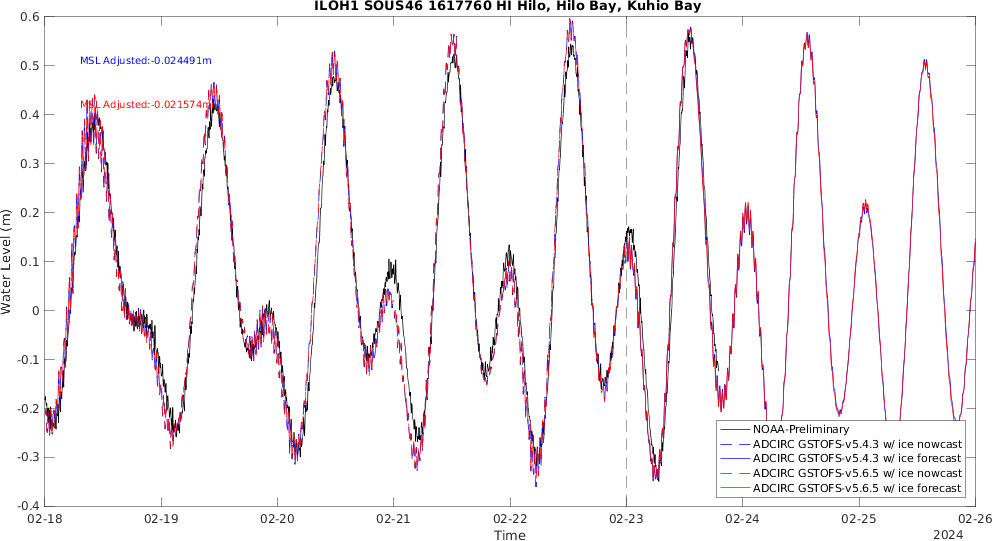 ILOH1 SOUS46 1617760 HI Hilo, Hilo Bay, Kuhio Bay
0.6
0.5
0.4
0.3
0.2
0.1
0
-0.1
-0.2
-0.3
-0.4
Water Level (m)
MSL Adjusted:-0.024491m
MSL Adjusted:-0.021574m
NOAA-Preliminary
ADCIRC GSTOFS-v5.4.3 w/ ice nowcast
ADCIRC GSTOFS-v5.4.3 w/ ice forecast
ADCIRC GSTOFS-v5.6.5 w/ ice nowcast
ADCIRC GSTOFS-v5.6.5 w/ ice forecast
02-18 02-19 02-20 02-21 02-22 02-23 02-24 02-25 02-26
Time
2024